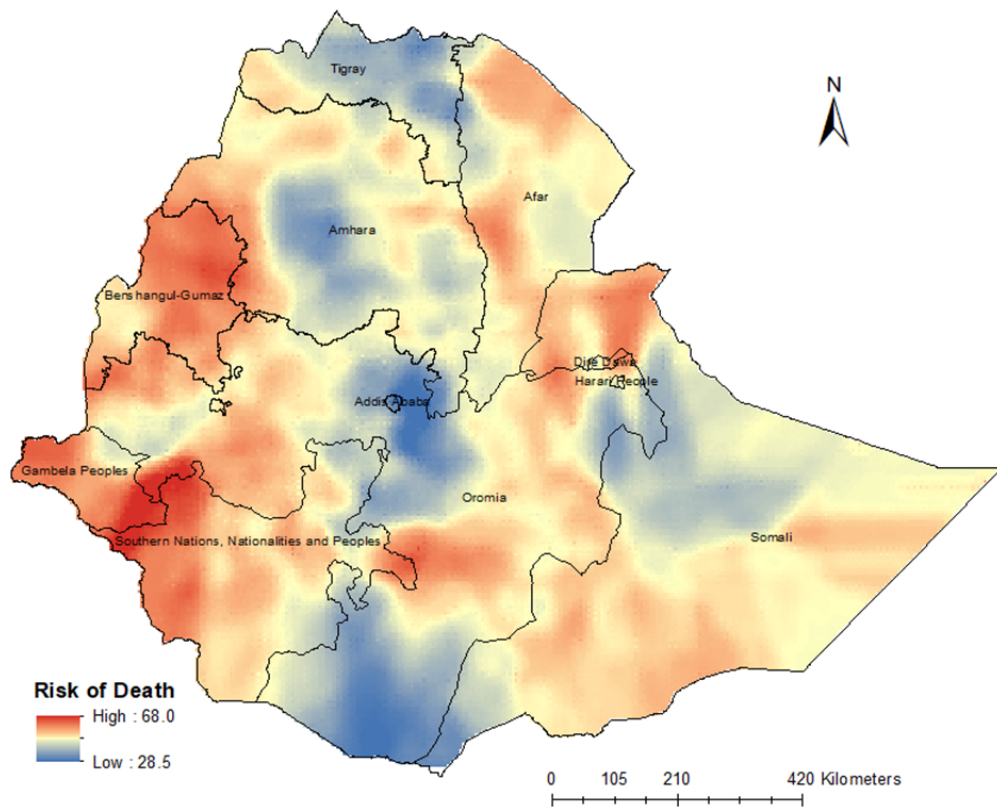 Tigray
N
Afar
Amhara
Benshangul-Gumaz
Dire Dawa
Harari People
Addis Ababa
Gambela Peoples
Oromia
Southern Nations, Nationalities and Peoples
Somali
Risk of Death
High : 68.0
Low : 28.5
0 105 210 420 Kilometers